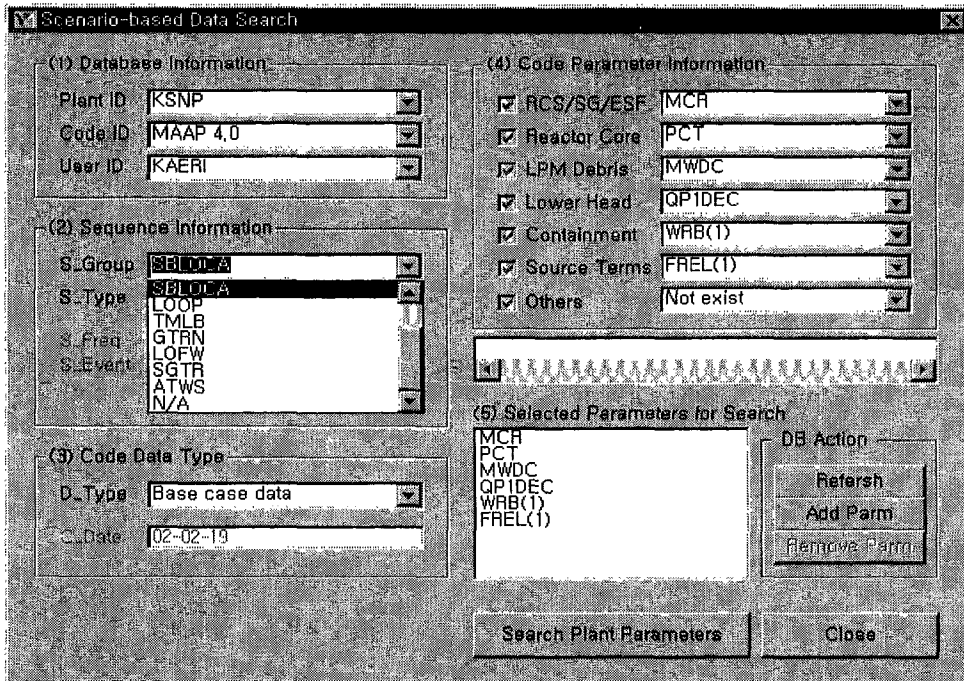 Scenario-based Data Search
(1) Database Information
Plant ID KSNP
Code ID MAAP 4.0
User ID KAERI
(2) Sequence Information
S_Group SBLOCA
S_Type
S_Freq
S_Event
SBLOCA
LOOP
TMLB
GTRN
LOFW
SGTR
ATWS
N/A
(3) Code Data Type
D_Type Base case data
C_Date 02-02-19
(4) Code Parameter Information
RCS/SG/ESF MCR
Reactor Core PCT
LPM Debris MWDC
Lower Head QP1DEC
Containment WRB(1)
Source Terms FREL(1)
Others Not exist
(5) Selected Parameters for Search
MCR
PCT
MWDC
QP1DEC
WRB(1)
FREL(1)
DB Action
Refersh
Add Parm
Remove Parm
Search Plant Parameters
Close